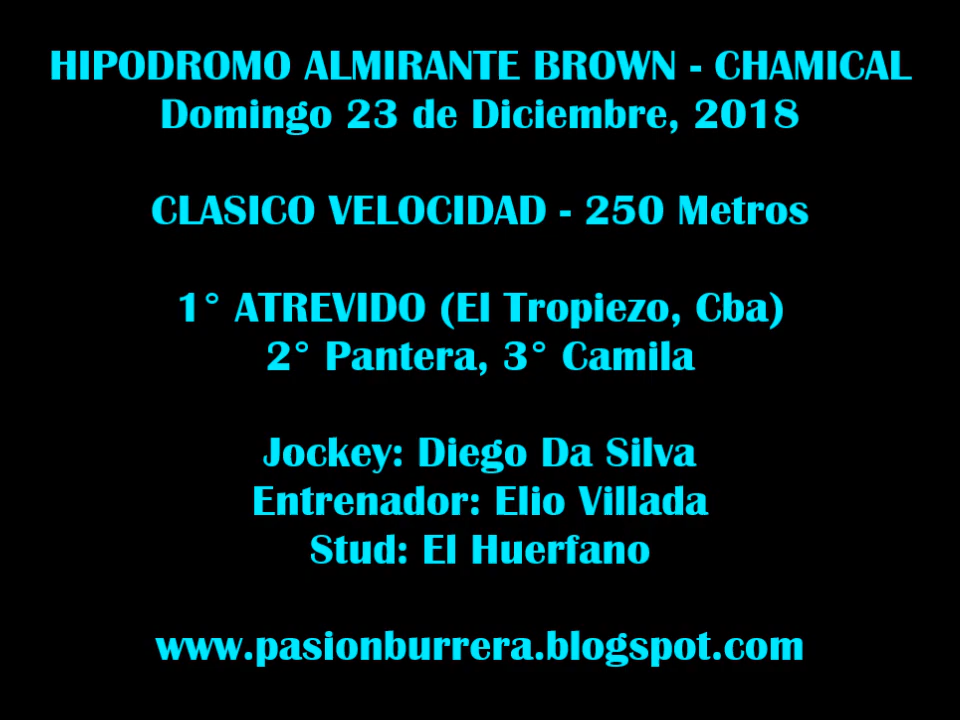 HIPODROMO ALMIRANTE BROWN - CHAMICAL
Domingo 23 de Diciembre, 2018
CLASICO VELOCIDAD - 250 Metros
1° ATREVIDO (El Tropiezo, Cba)
2° Pantera, 3° Camila
Jockey: Diego Da Silva
Entrenador: Elio Villada
Stud: El Huerfano
www.pasionburrera.blogspot.com